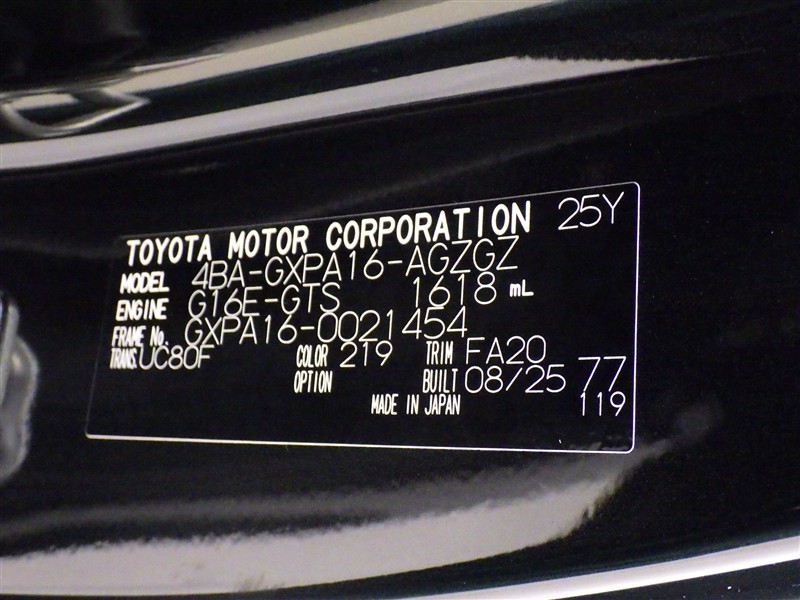 TOYOTA MOTOR CORPORATION 25Y
MODEL 4BA-GXPA16-AGZGZ
ENGINE G16E-GTS 1618 mL
FRAME No. GXPA16-0021454
TRANS. UC80F COLOR 219 TRIM FA20
OPTION BUILT 08/25 77
MADE IN JAPAN 119